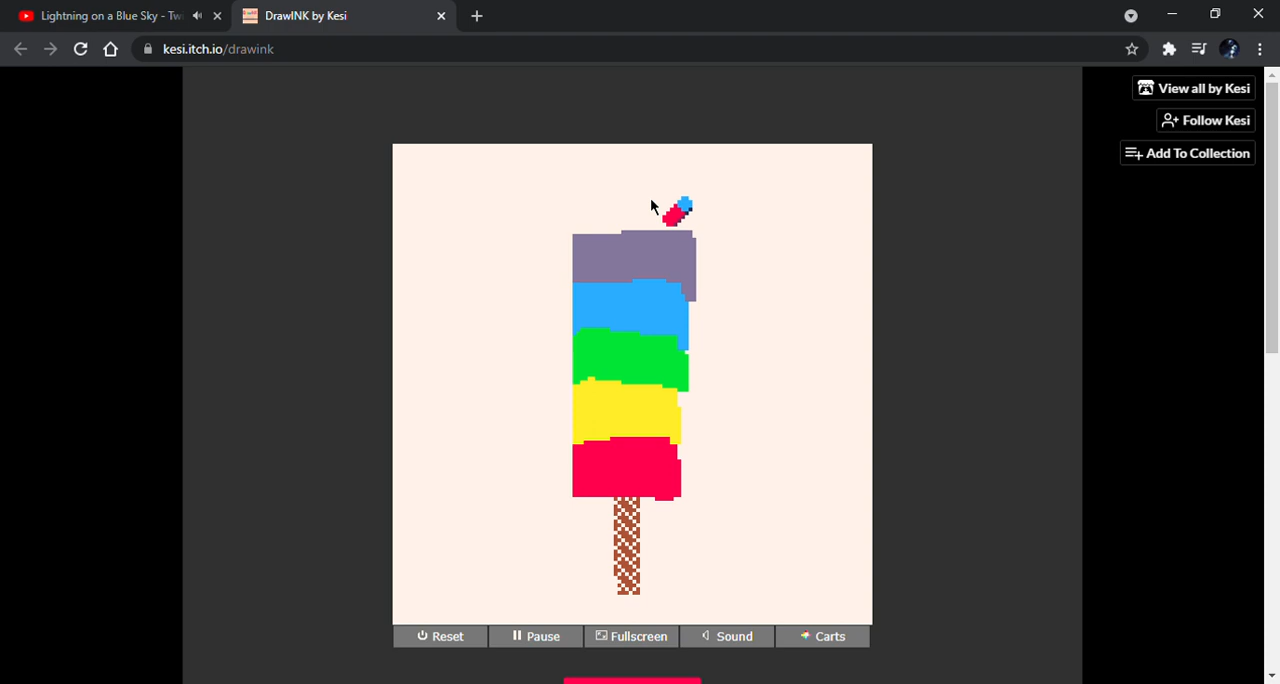 Lightning on a Blue Sky - Tw
DrawINK by Kesi
kesi.itch.io/drawink
View all by Kesi
Follow Kesi
Add To Collection
Reset
Pause
Fullscreen
Sound
Carts